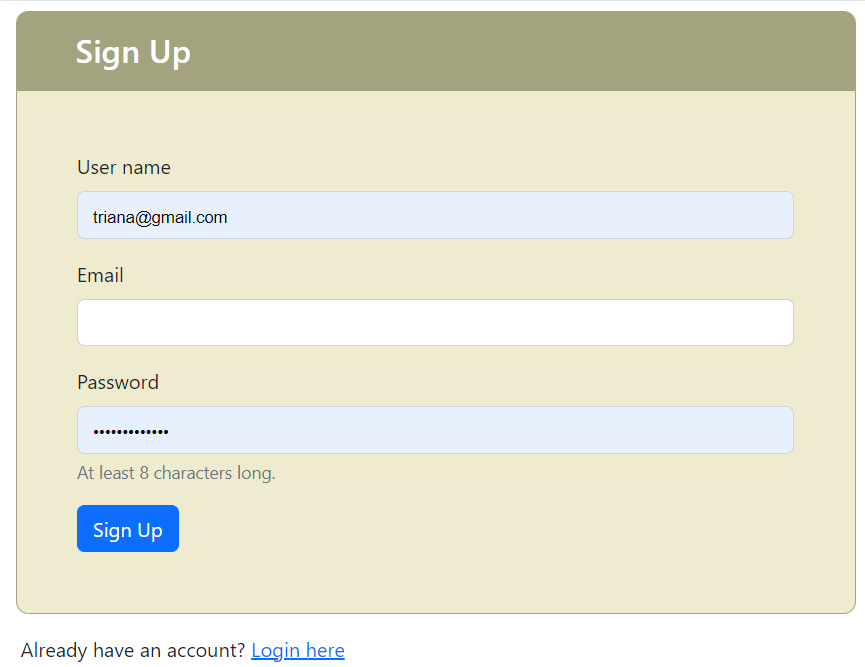 Sign Up
User name
triana@gmail.com
Email
Password
•••••••••••••
At least 8 characters long.
Sign Up
Already have an account? Login here